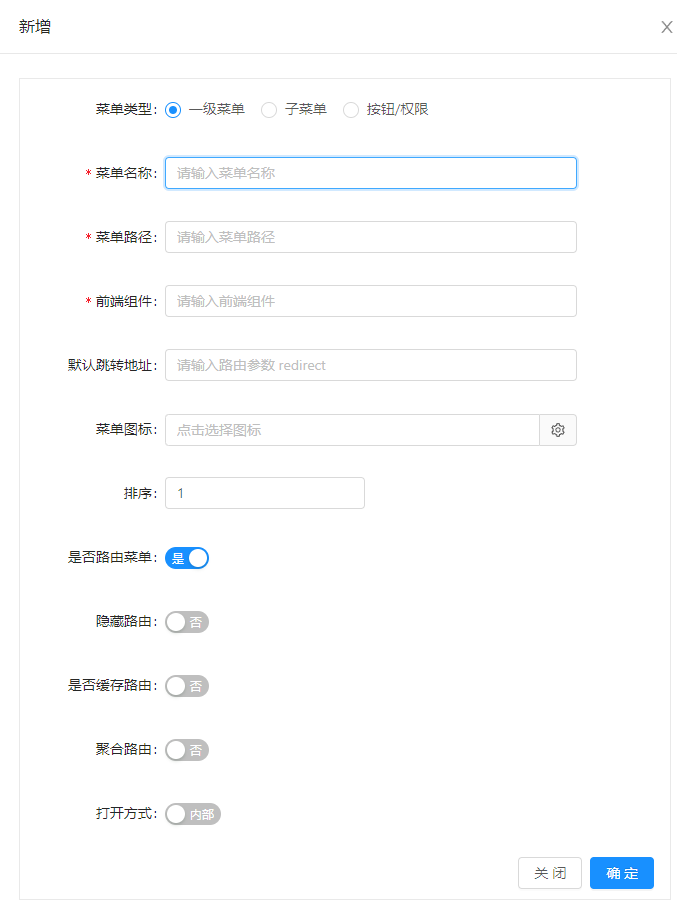 新增
菜单类型: 一级菜单 子菜单 按钮/权限
* 菜单名称: 请输入菜单名称
* 菜单路径: 请输入菜单路径
* 前端组件: 请输入前端组件
默认跳转地址: 请输入路由参数 redirect
菜单图标: 点击选择图标
排序: 1
是否路由菜单: 是
隐藏路由: 否
是否缓存路由: 否
聚合路由: 否
打开方式: 内部
关 闭 确 定